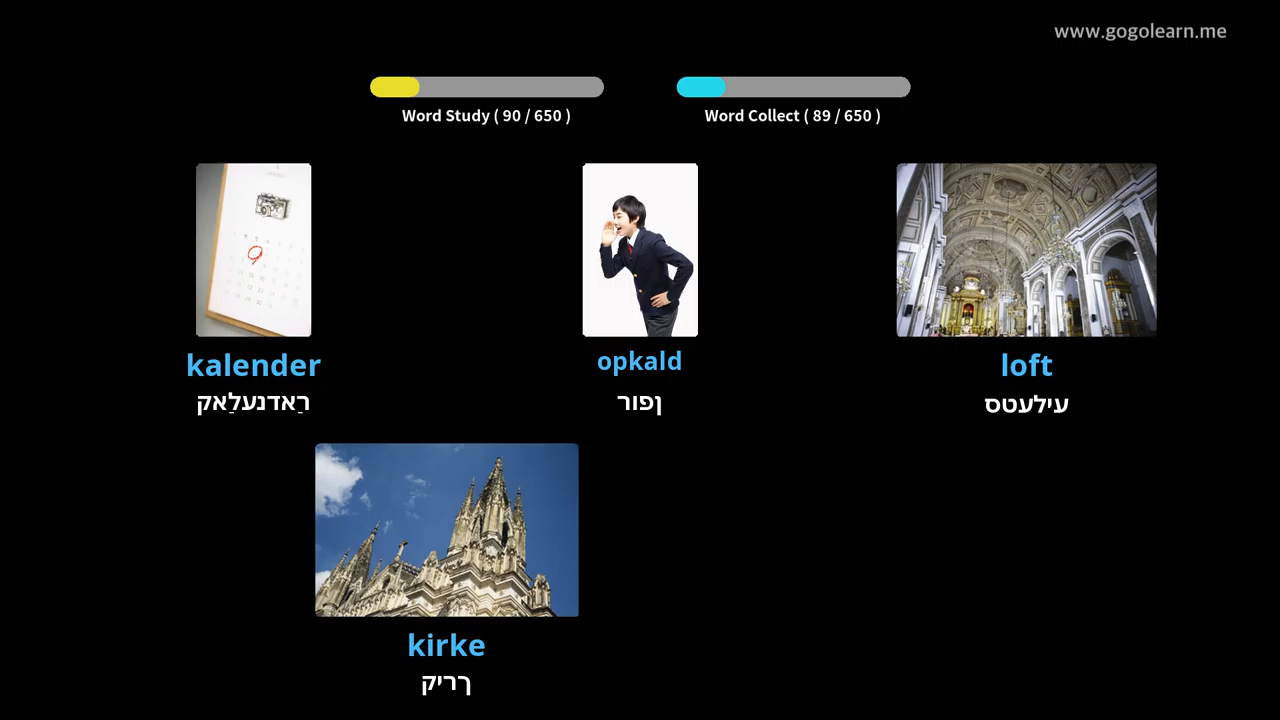 www.gogolearn.me
Word Study ( 90 / 650 )
Word Collect ( 89 / 650 )
kalender
רַאדנעלַאק
opkald
ןפור
loft
עילעטס
kirke
ךריק